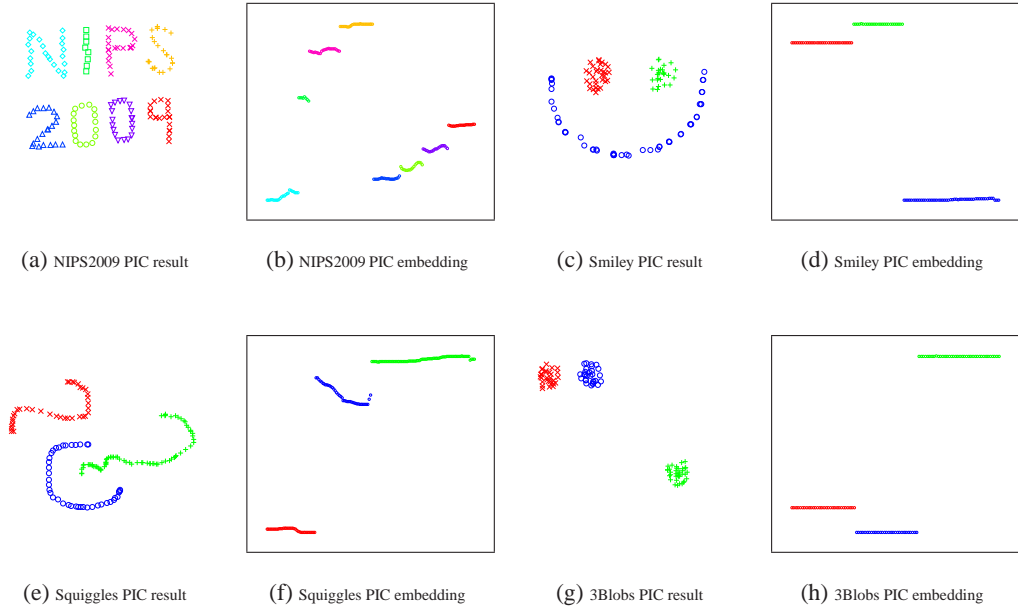 NIPS
2009
(a) NIPS2009 PIC result
(b) NIPS2009 PIC embedding
(c) Smiley PIC result
(d) Smiley PIC embedding
(e) Squiggles PIC result
(f) Squiggles PIC embedding
(g) 3Blobs PIC result
(h) 3Blobs PIC embedding